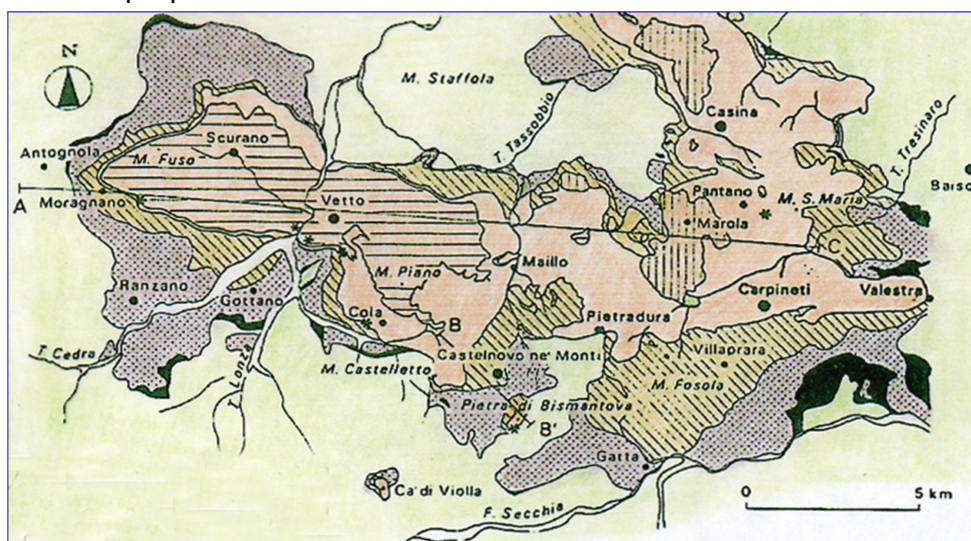 N
M. Staffola
Casina
Scurano
T. Tassobbio
T. Tresinaro
Antognola
M. Fuso
Pantano
Baiso
A
Moragnano
M. S. Maria
Vetto
Marola
C
M. Piano
Maillo
Ranzano
Gottano
Carpineti
Valestra
Cola
B
Pietradura
T. Cedra
T. Lonza
M. Castelletto
Castelnovo ne' Monti
Villaprara
M. Fosola
Pietra di Bismantova
B'
Gatta
Ca' di Violla
F. Secchia
0 5 km